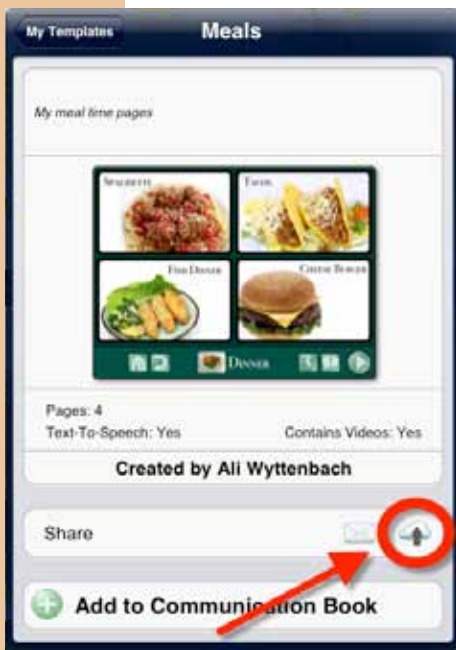 My Templates
Meals
My meal time pages
SPAGHETTI
TACOS
FISH DINNER
CHEESE BURGER
DINNER
Pages: 4
Text-To-Speech: Yes
Contains Videos: Yes
Created by Ali Wyttenbach
Share
Add to Communication Book